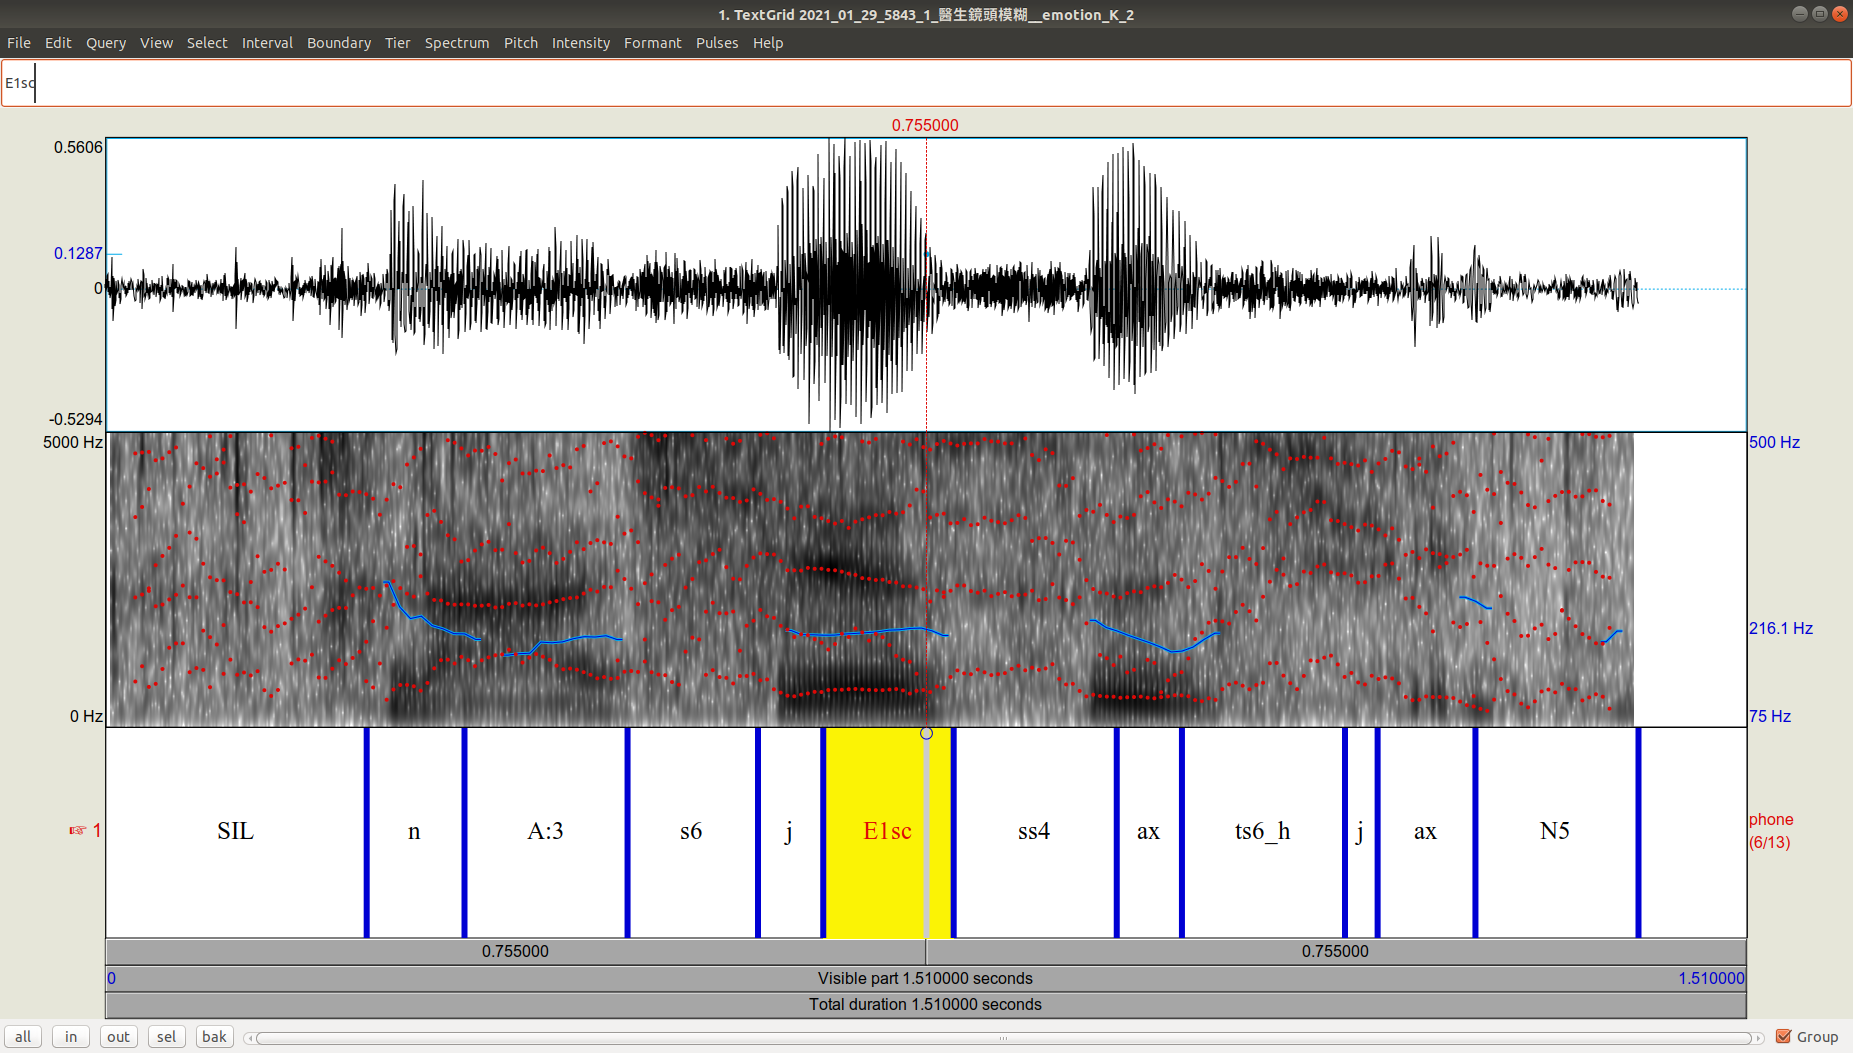 1. TextGrid 2021_01_29_5843_1_醫生鏡頭模糊__emotion_K_2
File Edit Query View Select Interval Boundary Tier Spectrum Pitch Intensity Formant Pulses Help
E1sc
0.755000
0.5606
0.1287
0
-0.5294
5000 Hz
500 Hz
216.1 Hz
0 Hz
75 Hz
☞ 1
SIL n A:3 s6 j E1sc ss4 ax ts6_h j ax N5
phone
(6/13)
0.755000 0.755000
0 Visible part 1.510000 seconds 1.510000
Total duration 1.510000 seconds
all in out sel bak Group